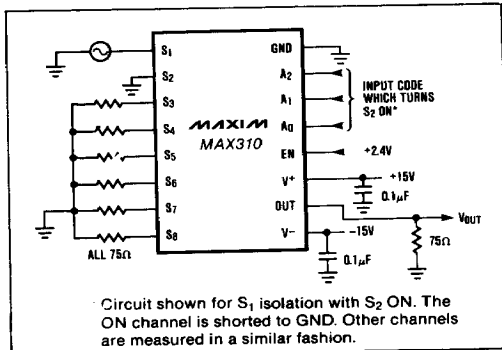 S1
S2
S3
S4
S5
S6
S7
S8
ALL 75Ω
MAXIM
MAX310
GND
A2
A1
A0
EN
V+
OUT
V−
INPUT CODE
WHICH TURNS
S2 ON*
+2.4V
+15V
0.1µF
VOUT
−15V
75Ω
0.1µF
Circuit shown for S1 isolation with S2 ON. The
ON channel is shorted to GND. Other channels
are measured in a similar fashion.